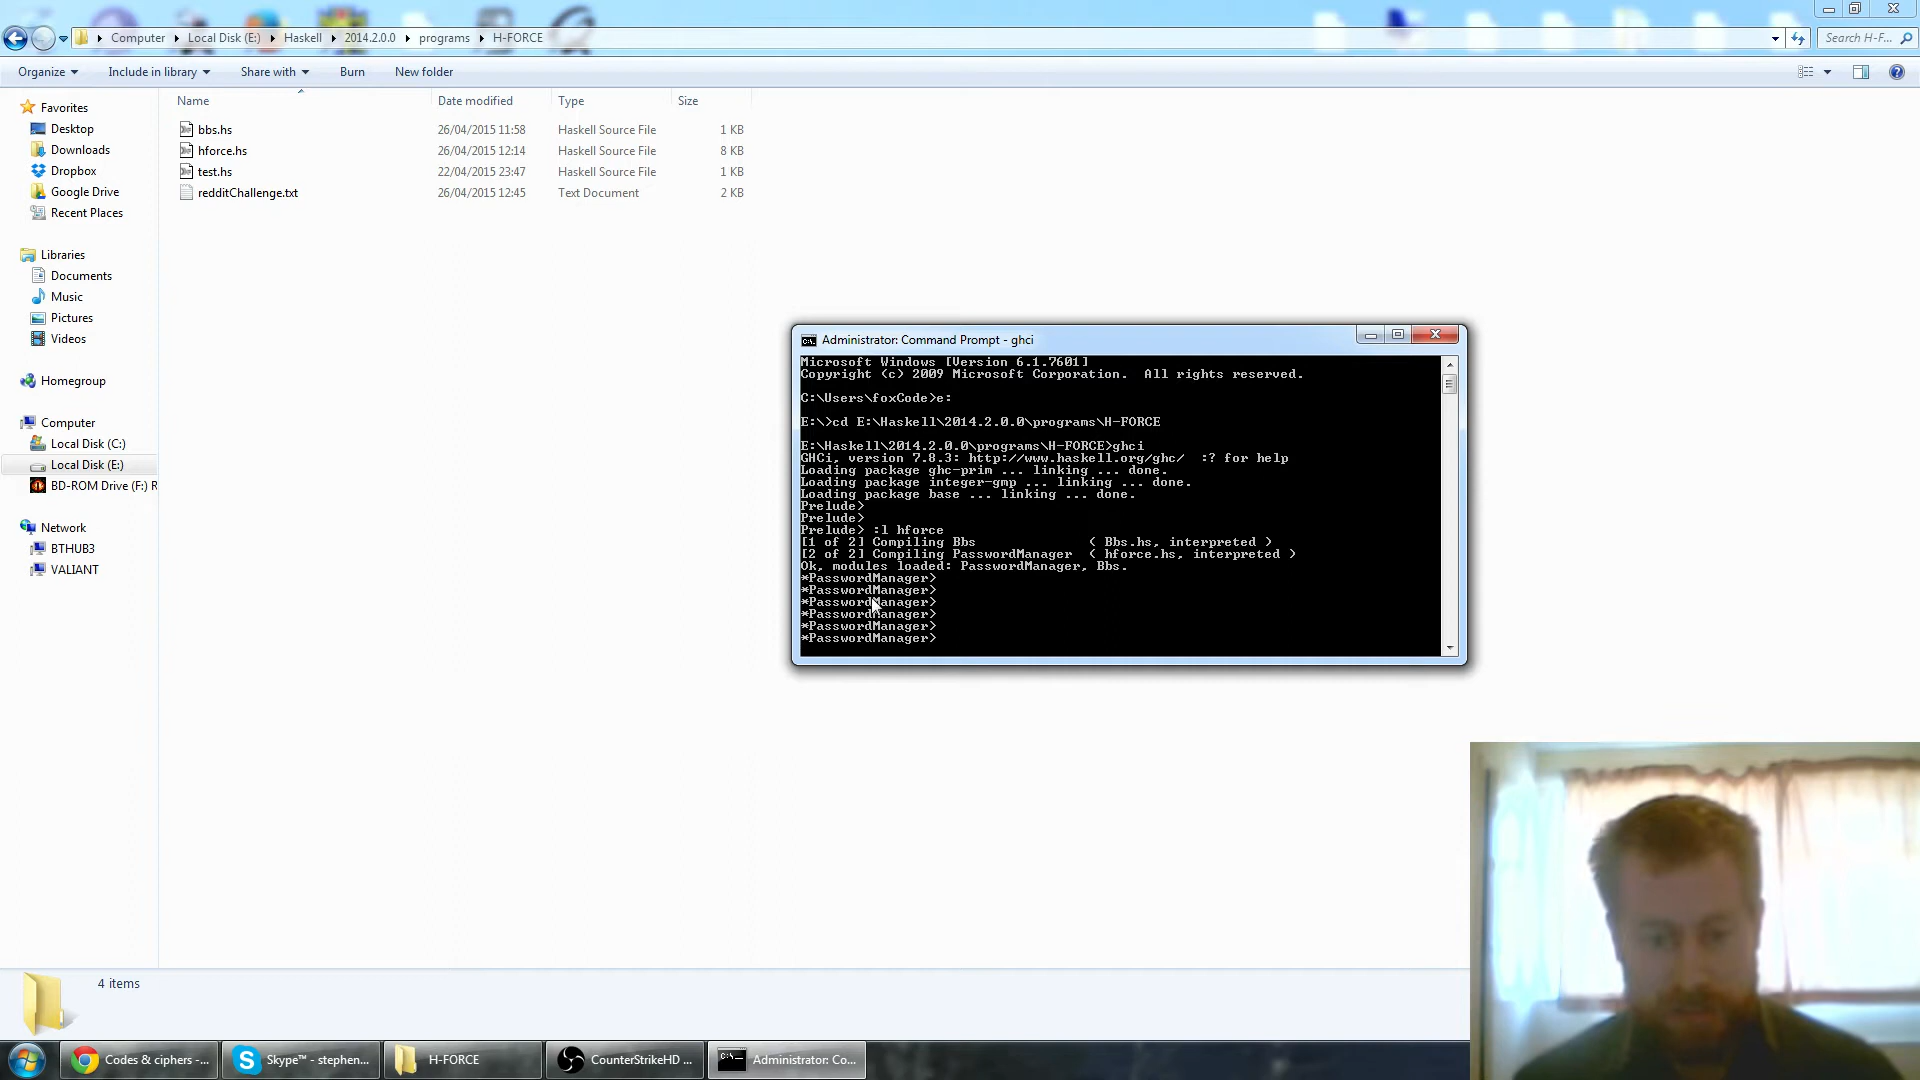 Computer Local Disk (E:) Haskell 2014.2.0.0 programs H-FORCE Search H-F...
Organize Include in library Share with Burn New folder
Name Date modified Type Size
bbs.hs 26/04/2015 11:58 Haskell Source File 1 KB
hforce.hs 26/04/2015 12:14 Haskell Source File 8 KB
test.hs 22/04/2015 23:47 Haskell Source File 1 KB
redditChallenge.txt 26/04/2015 12:45 Text Document 2 KB
Favorites
Desktop
Downloads
Dropbox
Google Drive
Recent Places
Libraries
Documents
Music
Pictures
Videos
Homegroup
Computer
Local Disk (C:)
Local Disk (E:)
BD-ROM Drive (F:) R
Network
BTHUB3
VALIANT
Administrator: Command Prompt - ghci
Microsoft Windows [Version 6.1.7601]
Copyright (c) 2009 Microsoft Corporation.  All rights reserved.
C:\Users\foxCode>e:
E:\>cd E:\Haskell\2014.2.0.0\programs\H-FORCE
E:\Haskell\2014.2.0.0\programs\H-FORCE>ghci
GHCi, version 7.8.3: http://www.haskell.org/ghc/  :? for help
Loading package ghc-prim ... linking ... done.
Loading package integer-gmp ... linking ... done.
Loading package base ... linking ... done.
Prelude>
Prelude>
Prelude> :l hforce
[1 of 2] Compiling Bbs              ( Bbs.hs, interpreted )
[2 of 2] Compiling PasswordManager  ( hforce.hs, interpreted )
Ok, modules loaded: PasswordManager, Bbs.
*PasswordManager>
*PasswordManager>
*PasswordManager>
*PasswordManager>
*PasswordManager>
*PasswordManager>
4 items
Codes & ciphers -... Skype™ - stephen... H-FORCE CounterStrikeHD ... Administrator: Co...